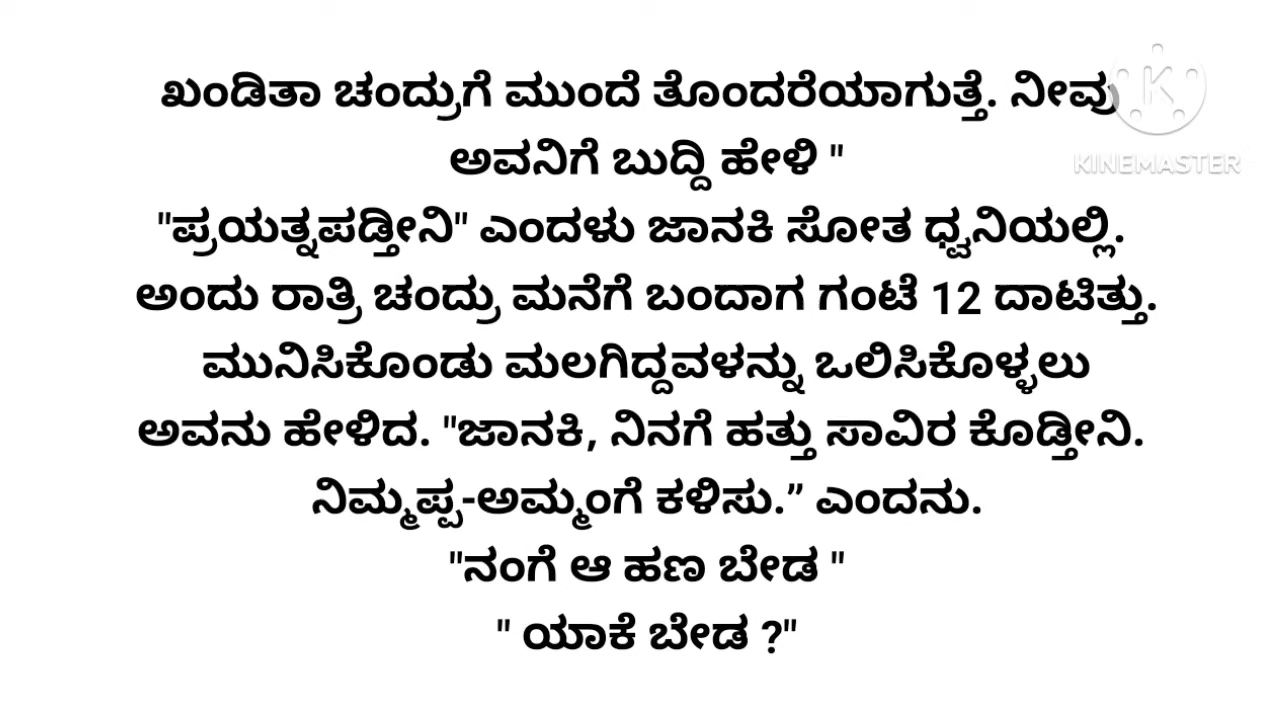 ಖಂಡಿತಾ ಚಂದ್ರುಗೆ ಮುಂದೆ ತೊಂದರೆಯಾಗುತ್ತೆ. ನೀವು
ಅವನಿಗೆ ಬುದ್ದಿ ಹೇಳಿ "
"ಪ್ರಯತ್ನಪಡ್ತೀನಿ" ಎಂದಳು ಜಾನಕಿ ಸೋತ ಧ್ವನಿಯಲ್ಲಿ.
ಅಂದು ರಾತ್ರಿ ಚಂದ್ರು ಮನೆಗೆ ಬಂದಾಗ ಗಂಟೆ 12 ದಾಟಿತ್ತು.
ಮುನಿಸಿಕೊಂಡು ಮಲಗಿದ್ದವಳನ್ನು ಒಲಿಸಿಕೊಳ್ಳಲು
ಅವನು ಹೇಳಿದ. "ಜಾನಕಿ, ನಿನಗೆ ಹತ್ತು ಸಾವಿರ ಕೊಡ್ತೀನಿ.
ನಿಮ್ಮಪ್ಪ-ಅಮ್ಮಂಗೆ ಕಳಿಸು.” ಎಂದನು.
"ನಂಗೆ ಆ ಹಣ ಬೇಡ "
" ಯಾಕೆ ಬೇಡ ?"
K
KINEMASTER